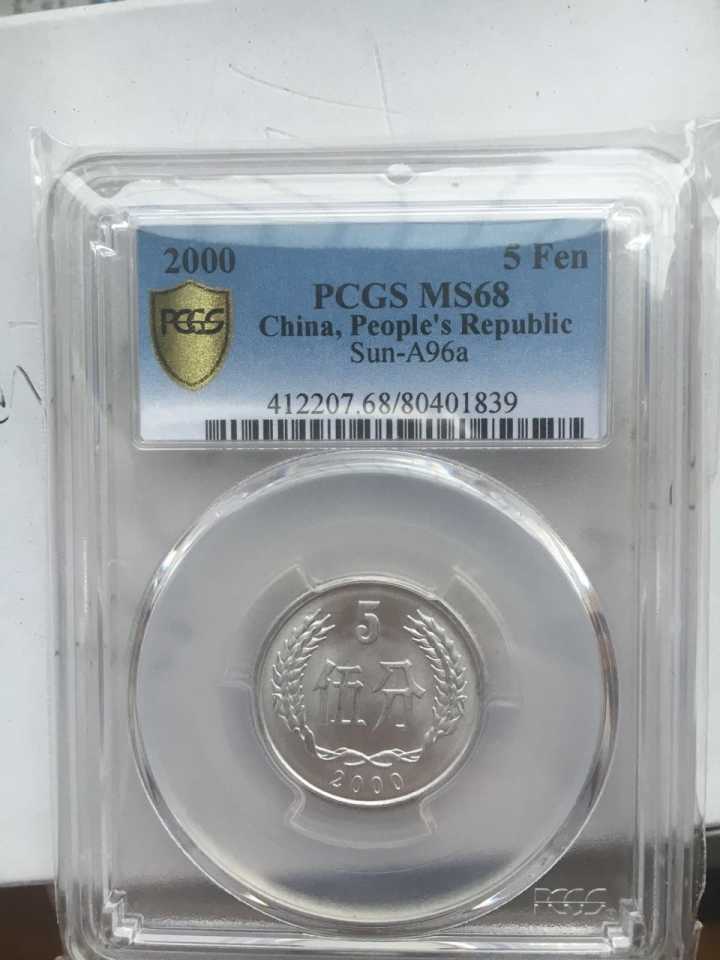 2000 5 Fen
PCGS MS68
PCGS China, People's Republic
Sun-A96a
412207.68/80401839
5
伍分
2000
PCGS